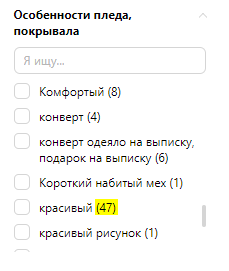 Особенности пледа,
покрывала
Я ищу...
Комфортый (8)
конверт (4)
конверт одеяло на выписку,
подарок на выписку (6)
Короткий набитый мех (1)
красивый (47)
красивый рисунок (1)